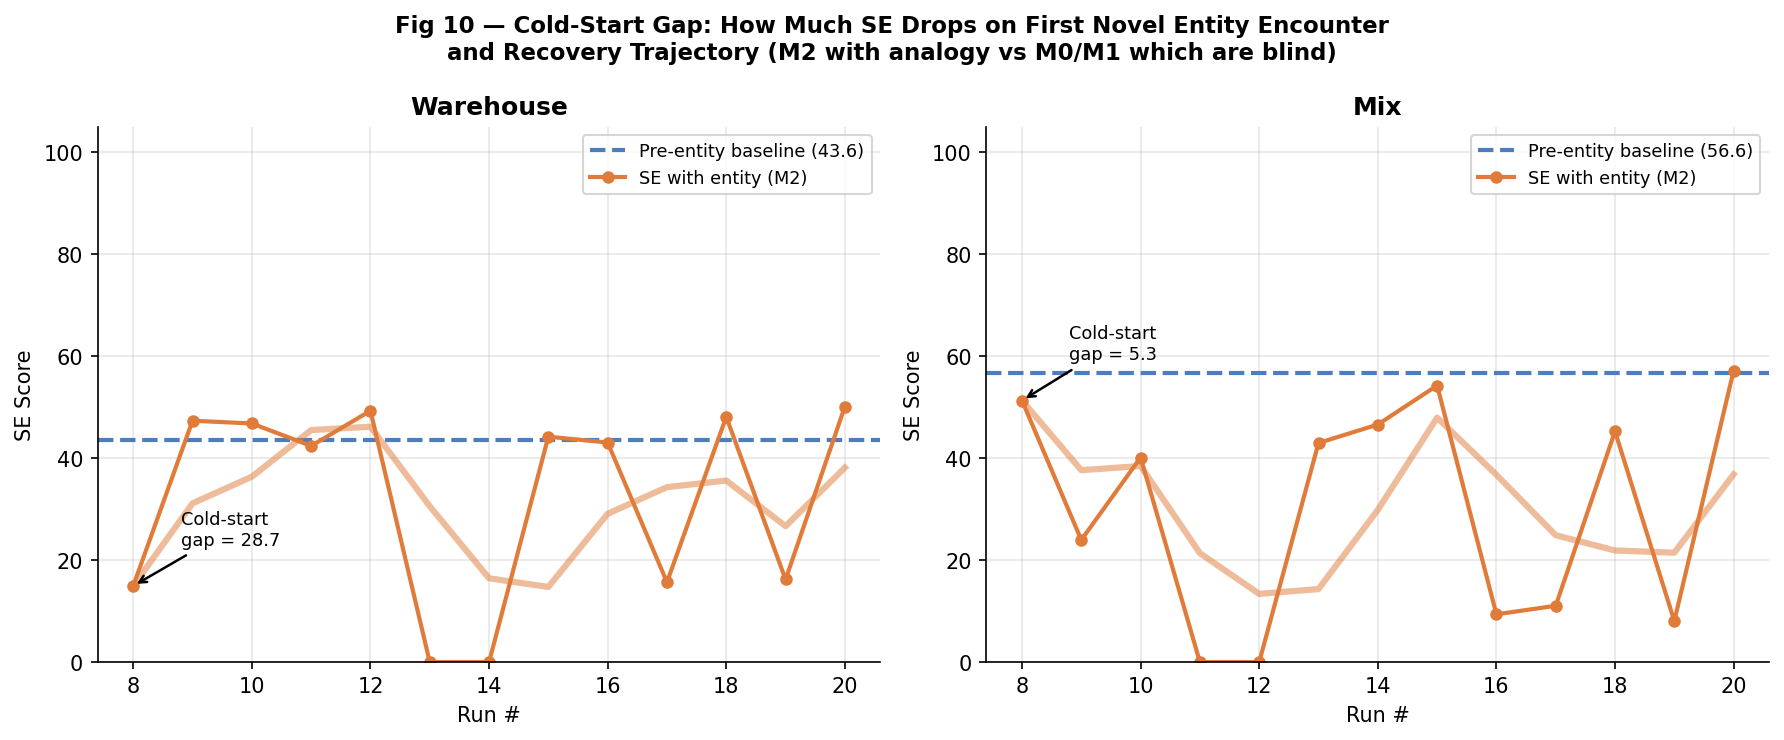 Fig 10 — Cold-Start Gap: How Much SE Drops on First Novel Entity Encounter
and Recovery Trajectory (M2 with analogy vs M0/M1 which are blind)
Warehouse
Pre-entity baseline (43.6)
SE with entity (M2)
SE Score
100
80
60
40
20
0
Cold-start
gap = 28.7
8
10
12
14
16
18
20
Run #
Mix
Pre-entity baseline (56.6)
SE with entity (M2)
SE Score
100
80
60
40
20
0
Cold-start
gap = 5.3
8
10
12
14
16
18
20
Run #